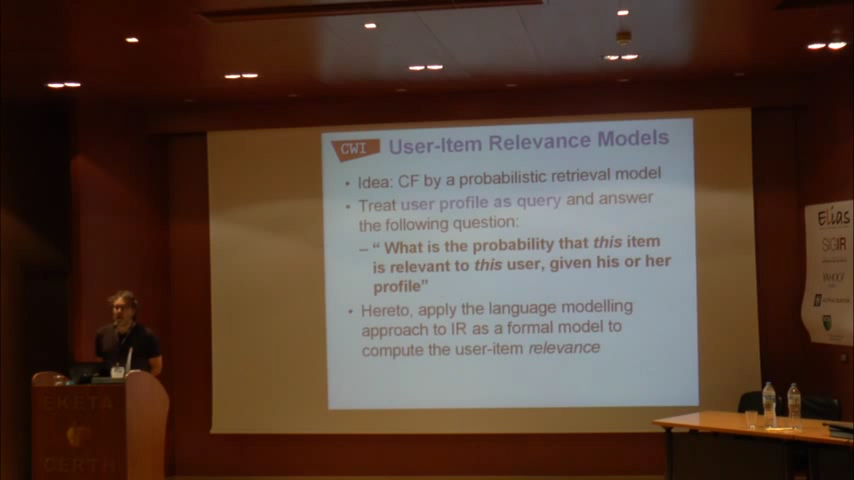 CWI User-Item Relevance Models
• Idea: CF by a probabilistic retrieval model
• Treat user profile as query and answer
the following question:
– “ What is the probability that this item
is relevant to this user, given his or her
profile”
• Hereto, apply the language modelling
approach to IR as a formal model to
compute the user-item relevance
Elias
SIGIR
YAHOO!
EKETA
CERTH